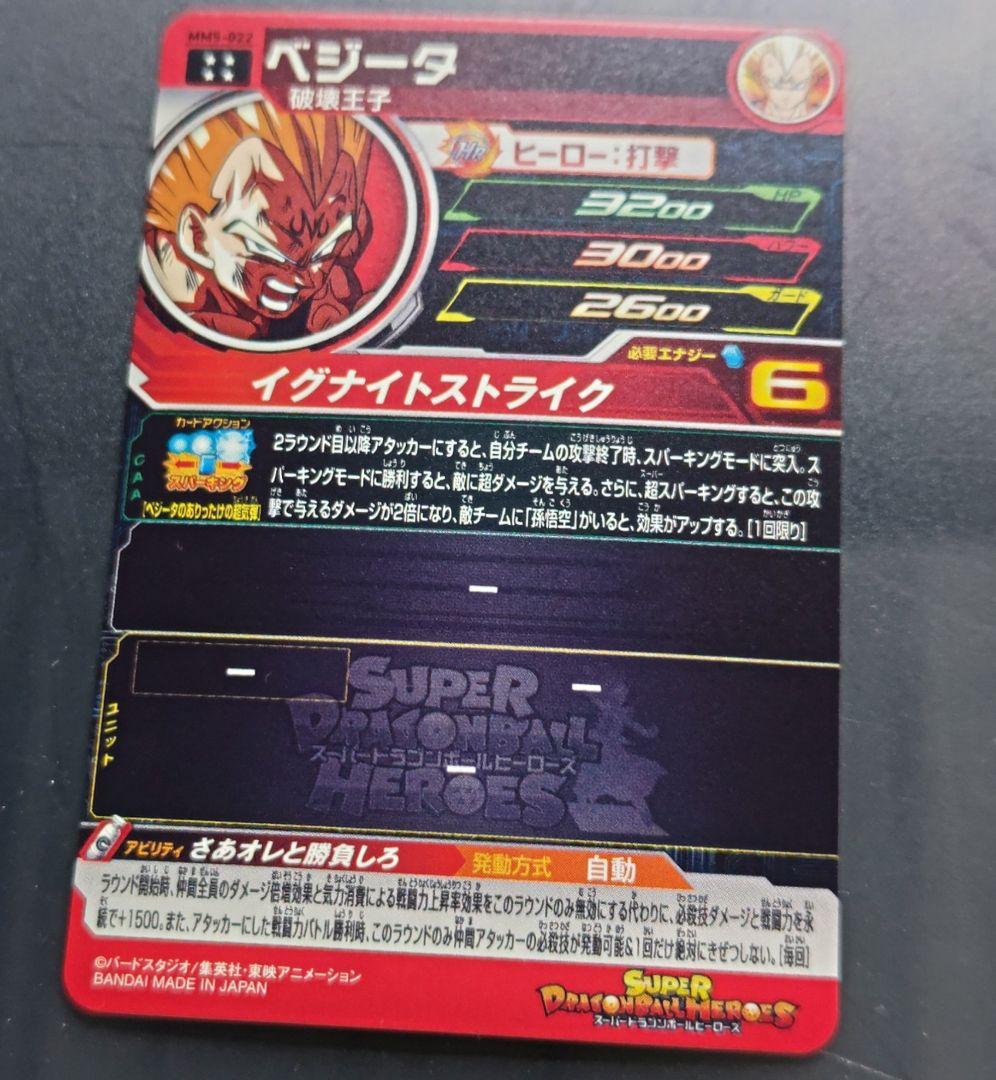 MM5-022
ベジータ
破壊王子
HR ヒーロー:打撃
3200 HP
3000 パワー
2600 ガード
必要エナジー 6
イグナイトストライク
CAA
カードアクション
スパーキング
[ベジータのありったけの超気弾]
2ラウンド目以降アタッカーにすると、自分チームの攻撃終了時、スパーキングモードに突入。ス
パーキングモードに勝利すると、敵に超ダメージを与える。さらに、超スパーキングすると、この攻
撃で与えるダメージが2倍になり、敵チームに「孫悟空」がいると、効果がアップする。[1回限り]
ー
ユニット
ー
ー
ー
SUPER
DRAGONBALL
スーパードラゴンボールヒーローズ
HEROES
アビリティ さあオレと勝負しろ 発動方式 自動
ラウンド開始時、仲間全員のダメージ倍増効果と気力消費による戦闘力上昇率効果をこのラウンドのみ無効にする代わりに、必殺技ダメージと戦闘力を永
続で+1500。また、アタッカーにした戦闘力バトル勝利時、このラウンドのみ仲間アタッカーの必殺技が発動可能&1回だけ絶対にきぜつしない。[毎回]
©バードスタジオ/集英社・東映アニメーション
BANDAI MADE IN JAPAN
SUPER
DRAGONBALL HEROES
スーパードラゴンボールヒーローズ